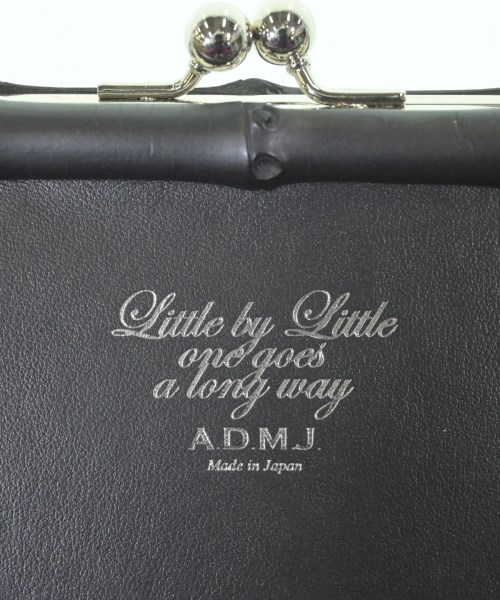 Little by Little
one goes
a long way
A.D.M.J.
Made in Japan